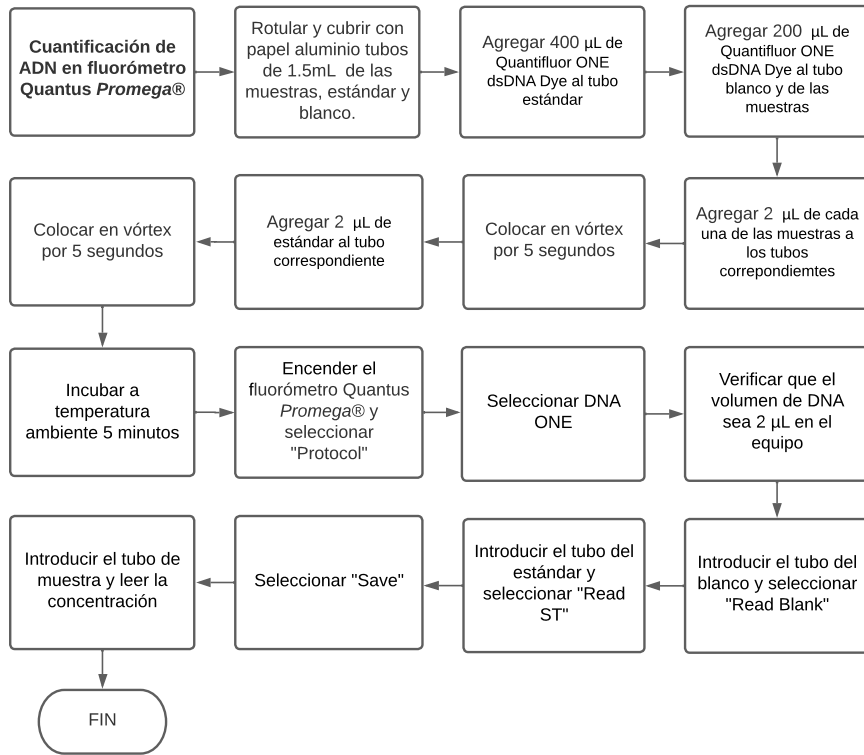 Cuantificación de
ADN en fluorómetro
Quantus Promega®
Rotular y cubrir con
papel aluminio tubos
de 1.5mL de las
muestras, estándar y
blanco.
Agregar 400 µL de
Quantifluor ONE
dsDNA Dye al tubo
estándar
Agregar 200 µL de
Quantifluor ONE
dsDNA Dye al tubo
blanco y de las
muestras
Agregar 2 µL de cada
una de las muestras a
los tubos
correpondiemtes
Colocar en vórtex
por 5 segundos
Agregar 2 µL de
estándar al tubo
correspondiente
Colocar en vórtex
por 5 segundos
Incubar a
temperatura
ambiente 5 minutos
Encender el
fluorómetro Quantus
Promega® y
seleccionar
"Protocol"
Seleccionar DNA
ONE
Verificar que el
volumen de DNA
sea 2 µL en el
equipo
Introducir el tubo del
blanco y seleccionar
"Read Blank"
Introducir el tubo del
estándar y
seleccionar "Read
ST"
Seleccionar "Save"
Introducir el tubo de
muestra y leer la
concentración
FIN